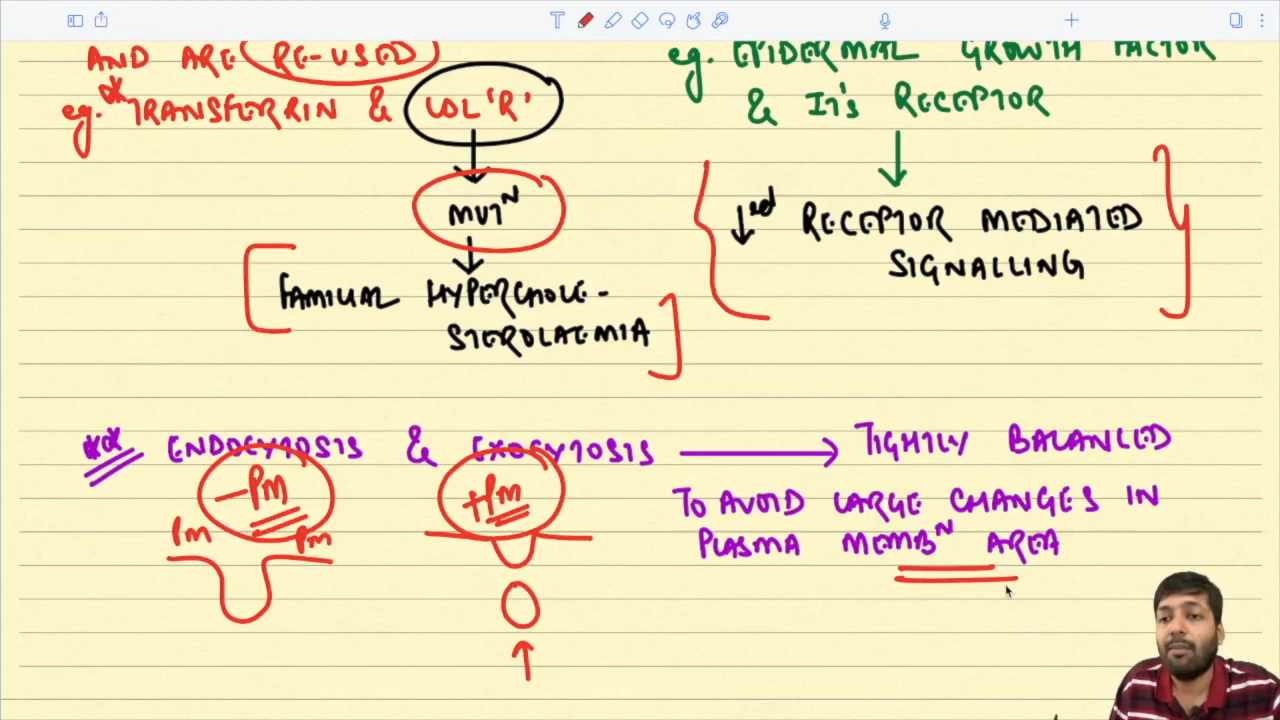 AND ARE RE-USED
eg. TRANSFERRIN & LDL 'R'
MUTN
FAMILIAL HYPERCHOLE-
STEROLAEMIA
eg. EPIDERMAL GROWTH FACTOR
& IT'S RECEPTOR
↓ed RECEPTOR MEDIATED
SIGNALLING
ENDOCYTOSIS & EXOCYTOSIS → TIGHTLY BALANCED
TO AVOID LARGE CHANGES IN
PLASMA MEMBN AREA
-PM
+PM
PM PM